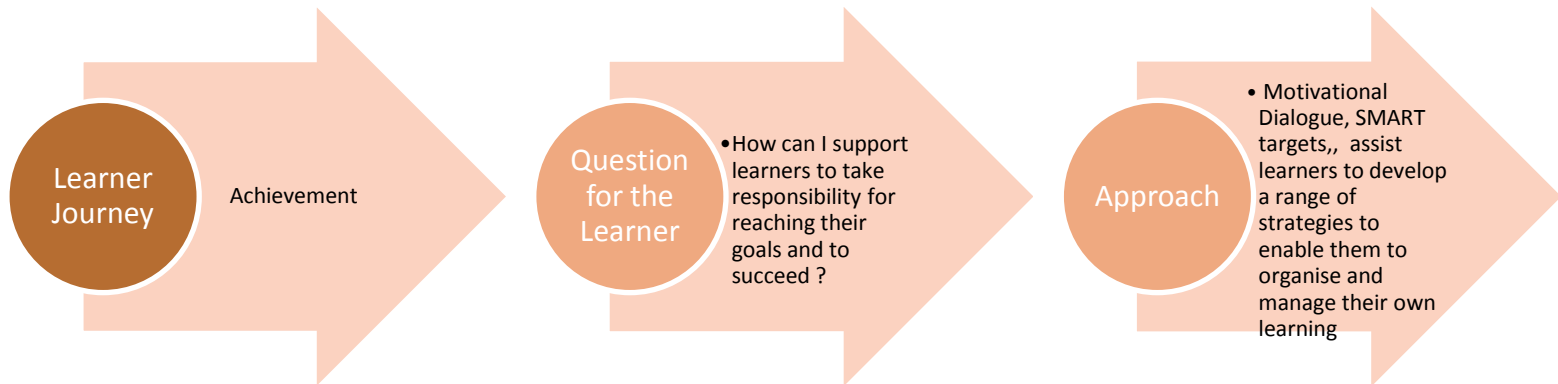 Learner
Journey
Achievement
Question
for the
Learner
•How can I support
learners to take
responsibility for
reaching their
goals and to
succeed ?
Approach
• Motivational
Dialogue, SMART
targets,, assist
learners to develop
a range of
strategies to
enable them to
organise and
manage their own
learning